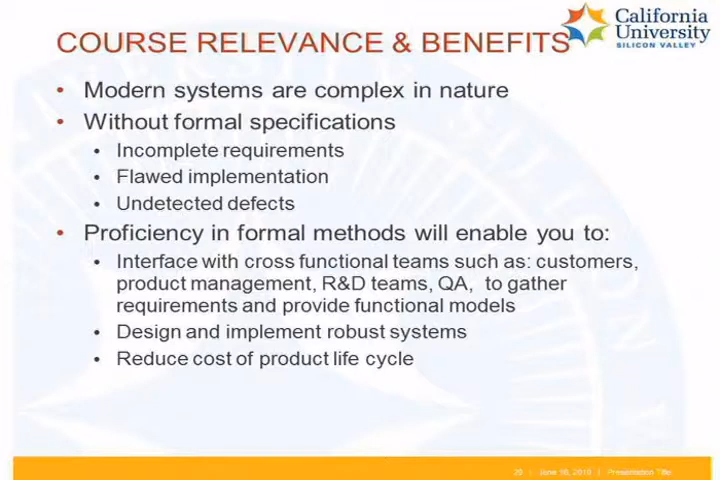 California
University
SILICON VALLEY
COURSE RELEVANCE & BENEFITS
• Modern systems are complex in nature
• Without formal specifications
• Incomplete requirements
• Flawed implementation
• Undetected defects
• Proficiency in formal methods will enable you to:
• Interface with cross functional teams such as: customers,
product management, R&D teams, QA, to gather
requirements and provide functional models
• Design and implement robust systems
• Reduce cost of product life cycle
20 | June 2010 | Presentation Title